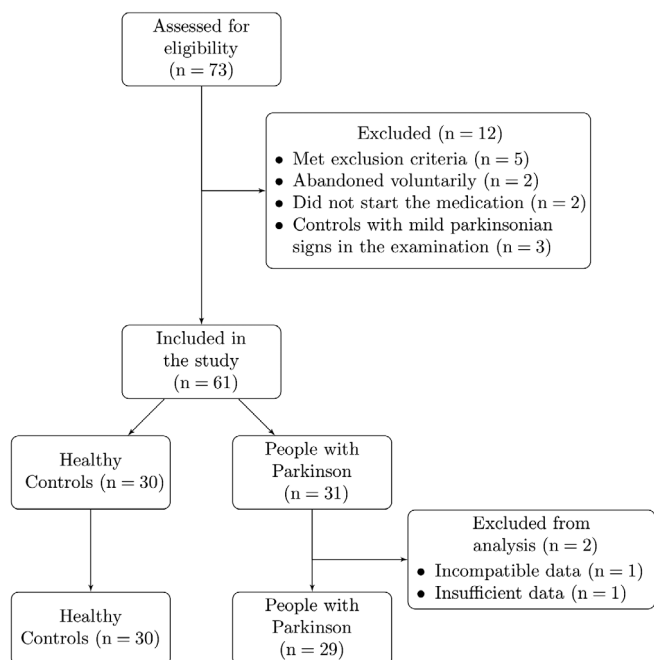 Assessed for
eligibility
(n = 73)
Excluded (n = 12)
● Met exclusion criteria (n = 5)
● Abandoned voluntarily (n = 2)
● Did not start the medication (n = 2)
● Controls with mild parkinsonian
signs in the examination (n = 3)
Included in
the study
(n = 61)
Healthy
Controls (n = 30)
People with
Parkinson
(n = 31)
Excluded from
analysis (n = 2)
● Incompatible data (n = 1)
● Insufficient data (n = 1)
Healthy
Controls (n = 30)
People with
Parkinson
(n = 29)